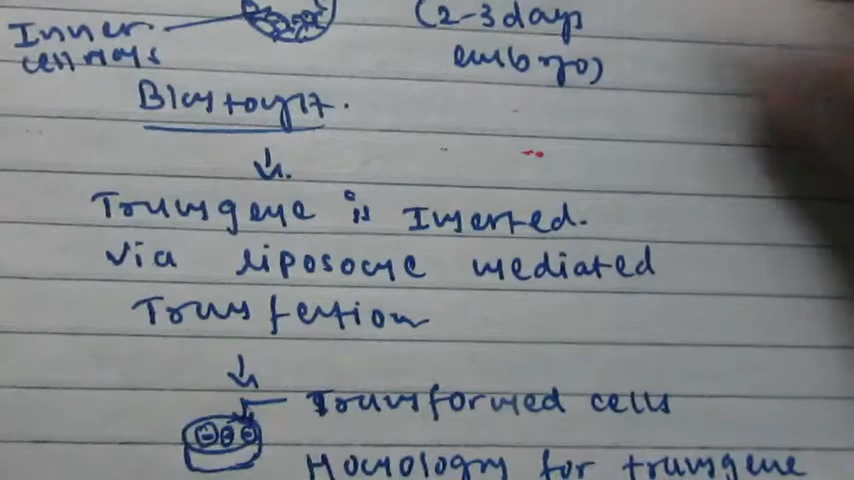 Inner (2-3 days
cell mass embryo)
Blastocyst.
Transgene is Inserted.
via liposome mediated
Transfection
Transformed cells
Homology for transgene